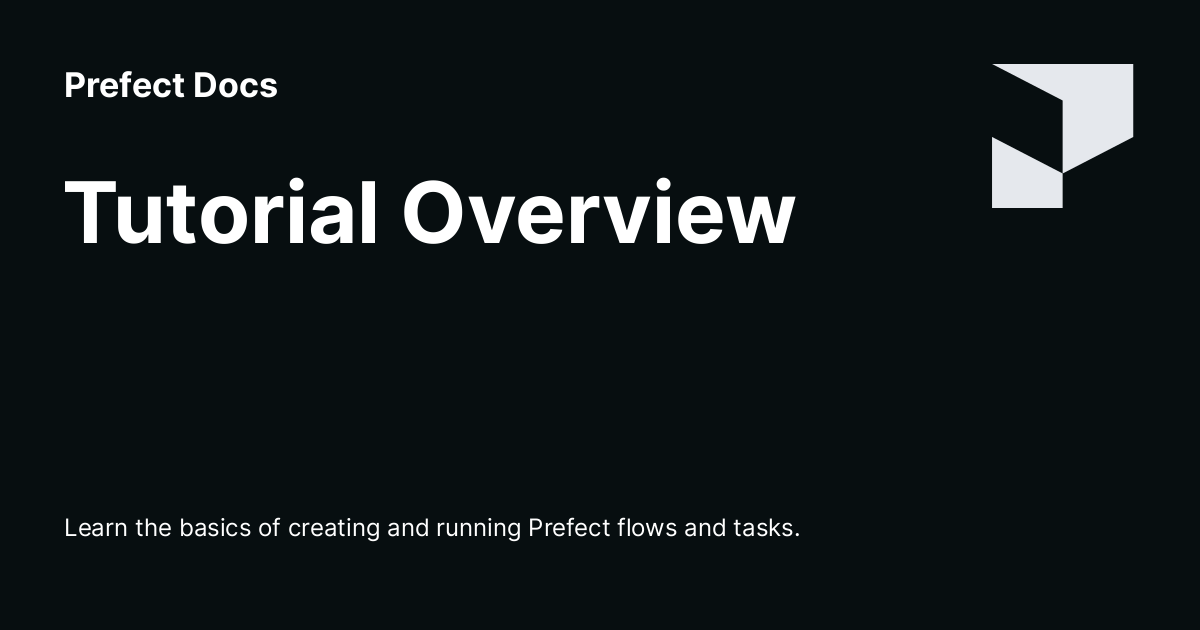 Prefect Docs
Tutorial Overview
Learn the basics of creating and running Prefect flows and tasks.